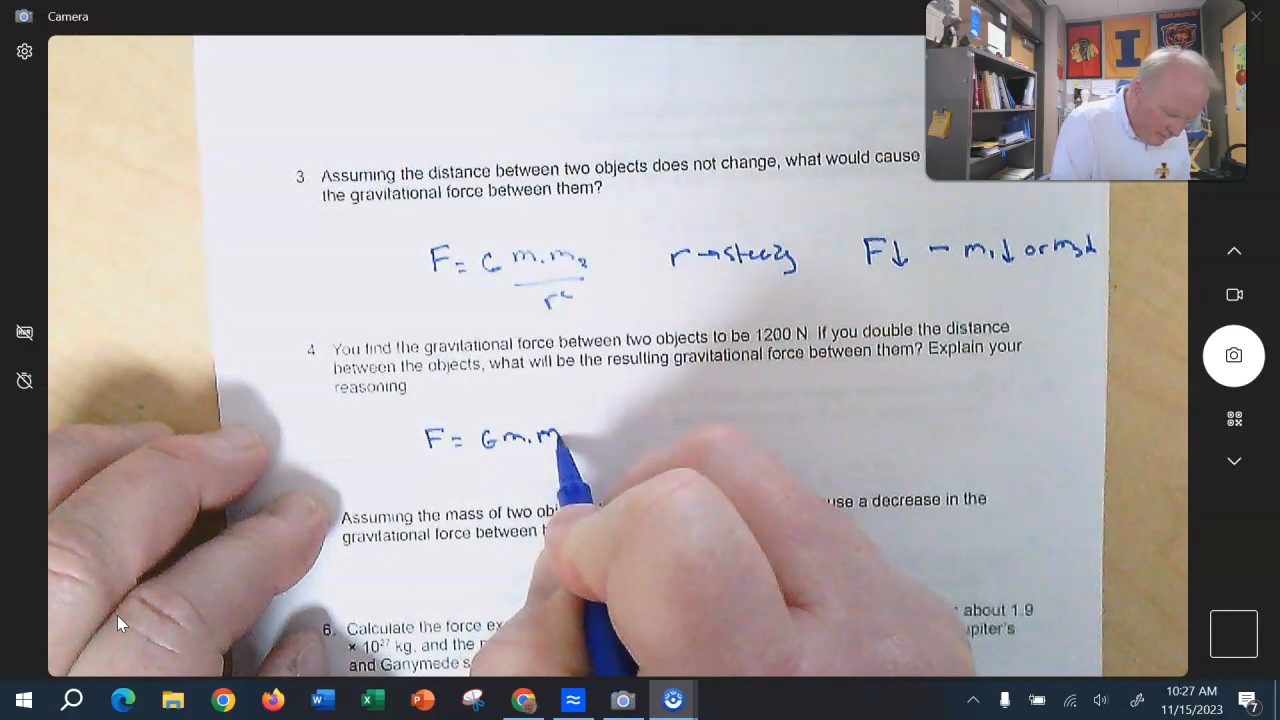 Camera
3 Assuming the distance between two objects does not change, what would cause
the gravitational force between them?
F = G m1 m2 r → steady F↓ - m1↓ or m2↓
r²
4 You find the gravitational force between two objects to be 1200 N. If you double the distance
between the objects, what will be the resulting gravitational force between them? Explain your
reasoning
F = G m1 m
Assuming the mass of two obj use a decrease in the
gravitational force between t
6. Calculate the force ex about 1.9
× 10²⁷ kg, and the upiter's
and Ganymede s
10:27 AM
11/15/2023
7